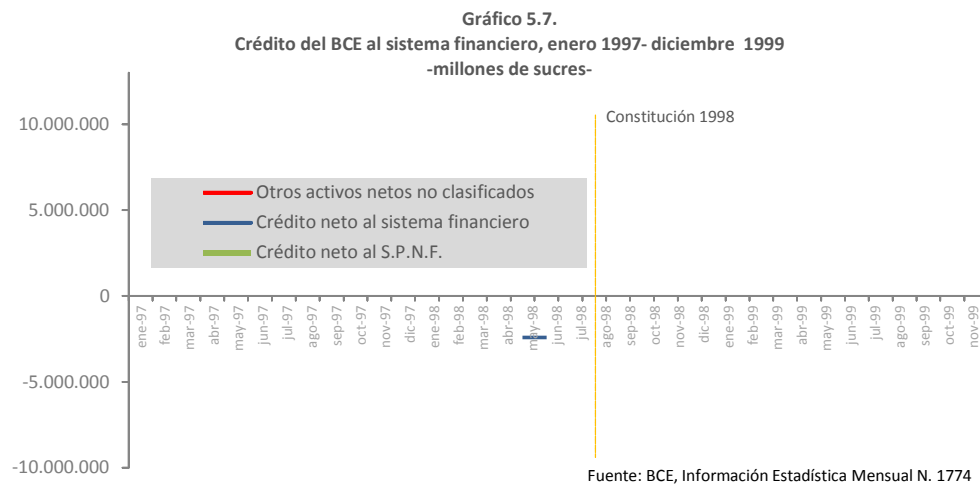 Gráfico 5.7.
Crédito del BCE al sistema financiero, enero 1997- diciembre 1999
-millones de sucres-
Constitución 1998
10.000.000
5.000.000
0
-5.000.000
-10.000.000
Otros activos netos no clasificados
Crédito neto al sistema financiero
Crédito neto al S.P.N.F.
ene-97
feb-97
mar-97
abr-97
may-97
jun-97
jul-97
ago-97
sep-97
oct-97
nov-97
dic-97
ene-98
feb-98
mar-98
abr-98
may-98
jun-98
jul-98
ago-98
sep-98
oct-98
nov-98
dic-98
ene-99
feb-99
mar-99
abr-99
may-99
jun-99
jul-99
ago-99
sep-99
oct-99
nov-99
Fuente: BCE, Información Estadística Mensual N. 1774